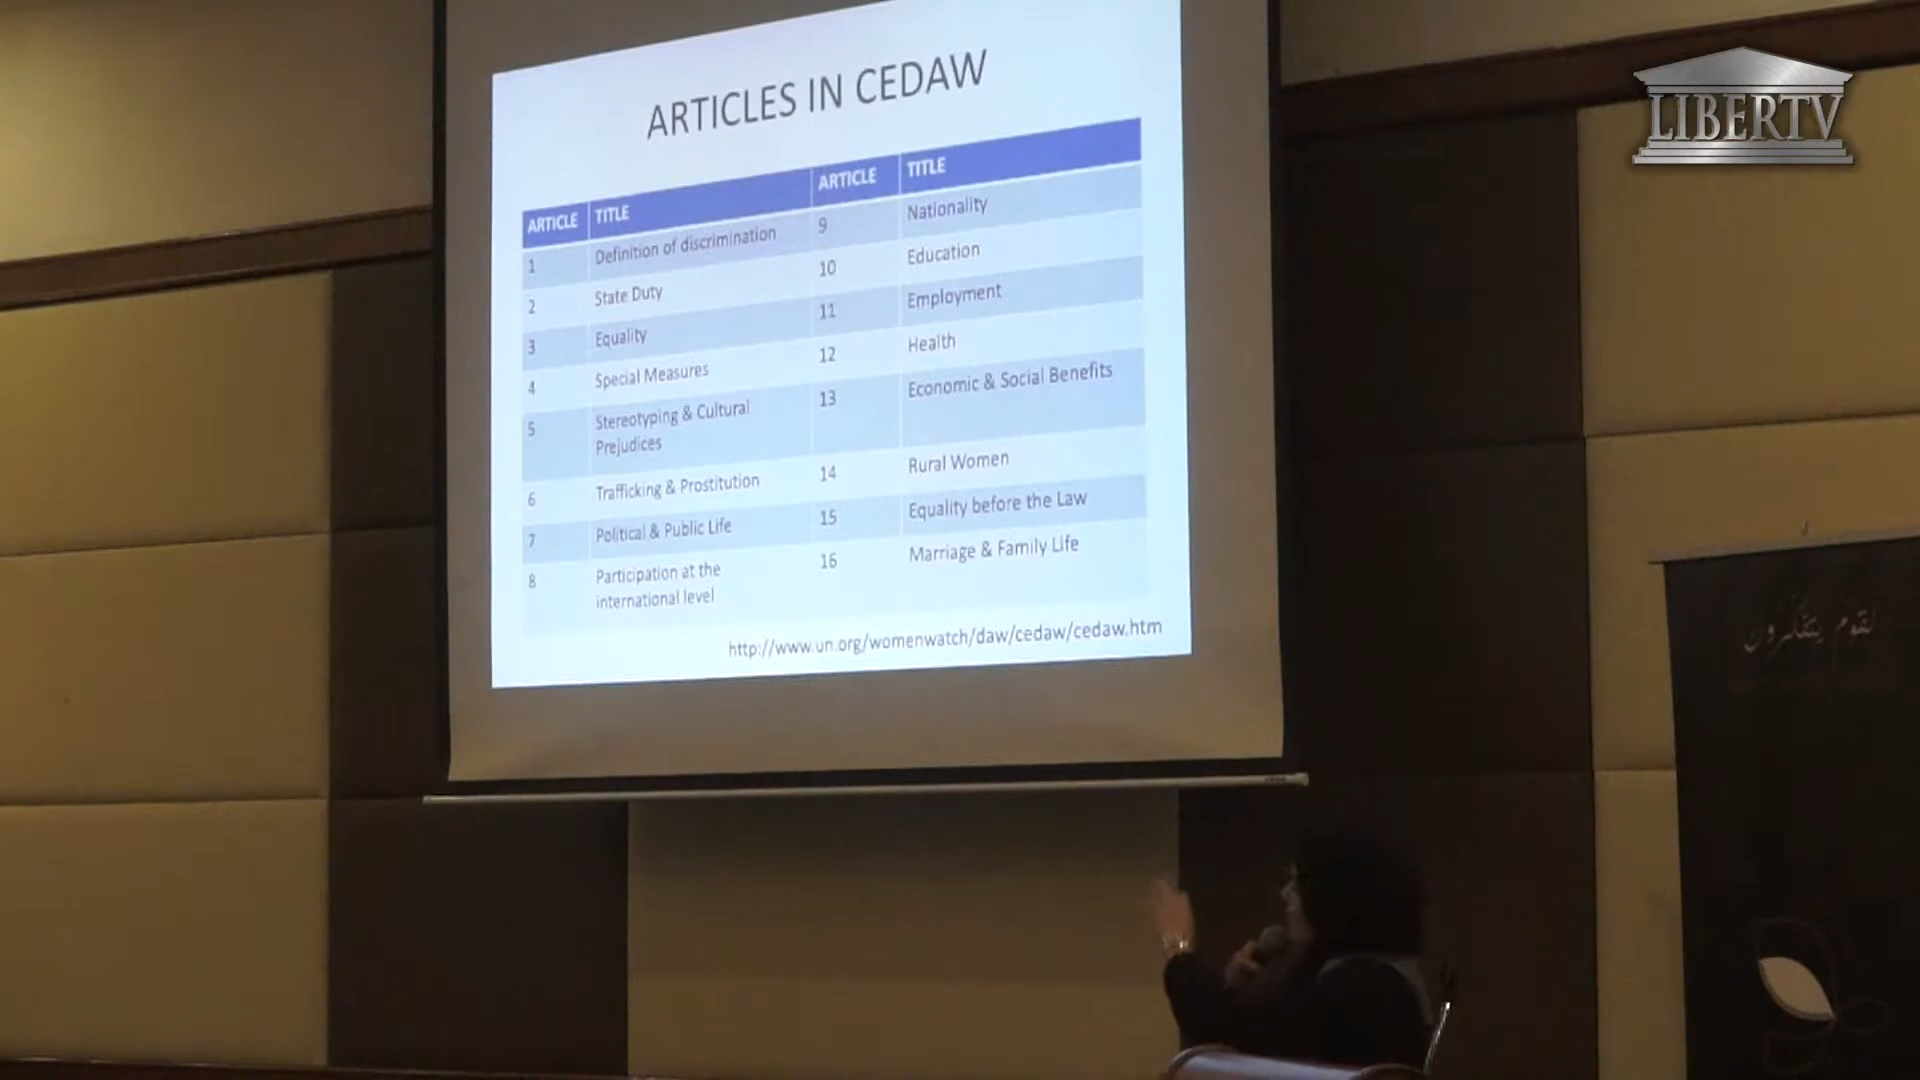 ARTICLES IN CEDAW
LIBERTV
ARTICLE TITLE ARTICLE TITLE
1 Definition of discrimination 9 Nationality
2 State Duty 10 Education
3 Equality 11 Employment
4 Special Measures 12 Health
5 Stereotyping & Cultural 13 Economic & Social Benefits
Prejudices
6 Trafficking & Prostitution 14 Rural Women
7 Political & Public Life 15 Equality before the Law
8 Participation at the 16 Marriage & Family Life
international level
http://www.un.org/womenwatch/daw/cedaw/cedaw.htm
لقوم يتفكرون